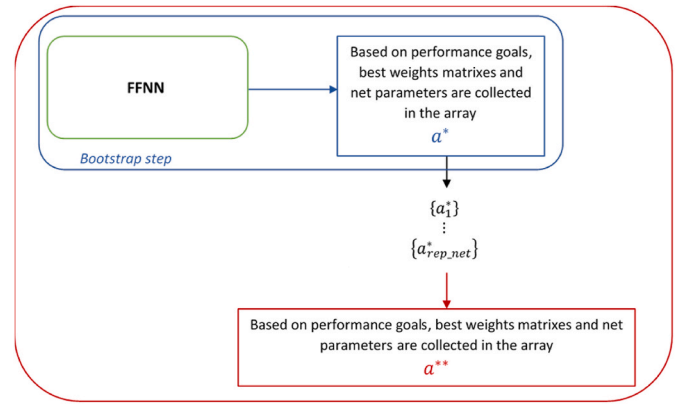 FFNN
Based on performance goals,
best weights matrixes and
net parameters are collected
in the array
a*
Bootstrap step
{a₁*}
⋮
{a*rep_net}
Based on performance goals, best weights matrixes and net
parameters are collected in the array
a**